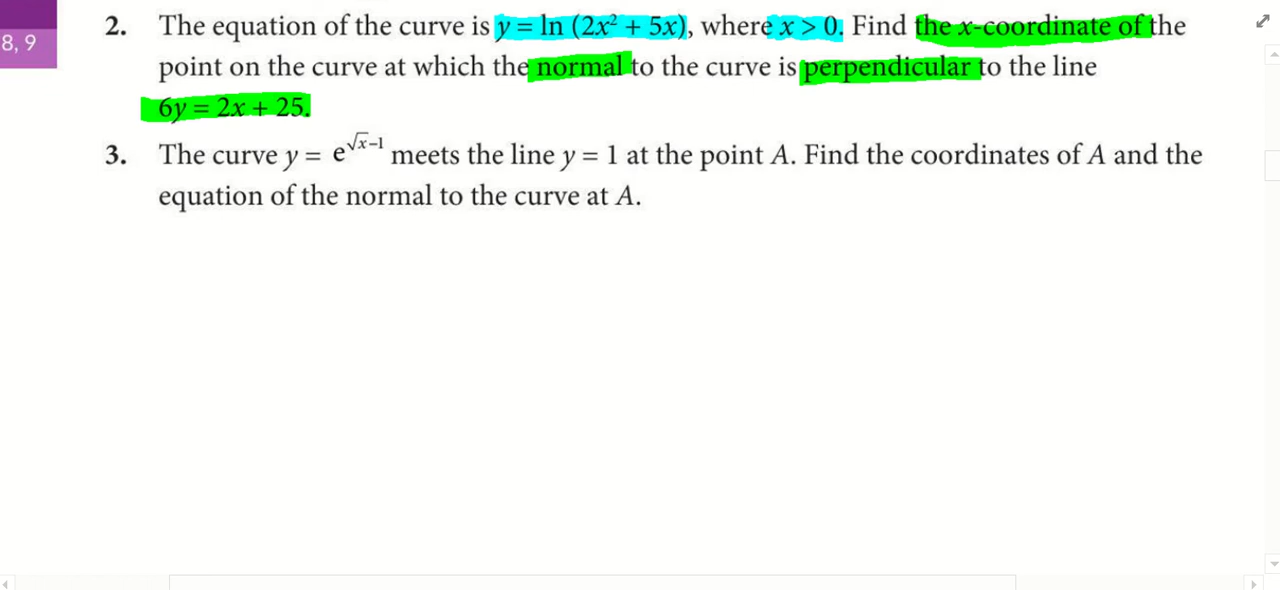 8, 9
2. The equation of the curve is y = ln (2x² + 5x), where x > 0. Find the x-coordinate of the
point on the curve at which the normal to the curve is perpendicular to the line
6y = 2x + 25.
3. The curve y = e^{√x−1} meets the line y = 1 at the point A. Find the coordinates of A and the
equation of the normal to the curve at A.